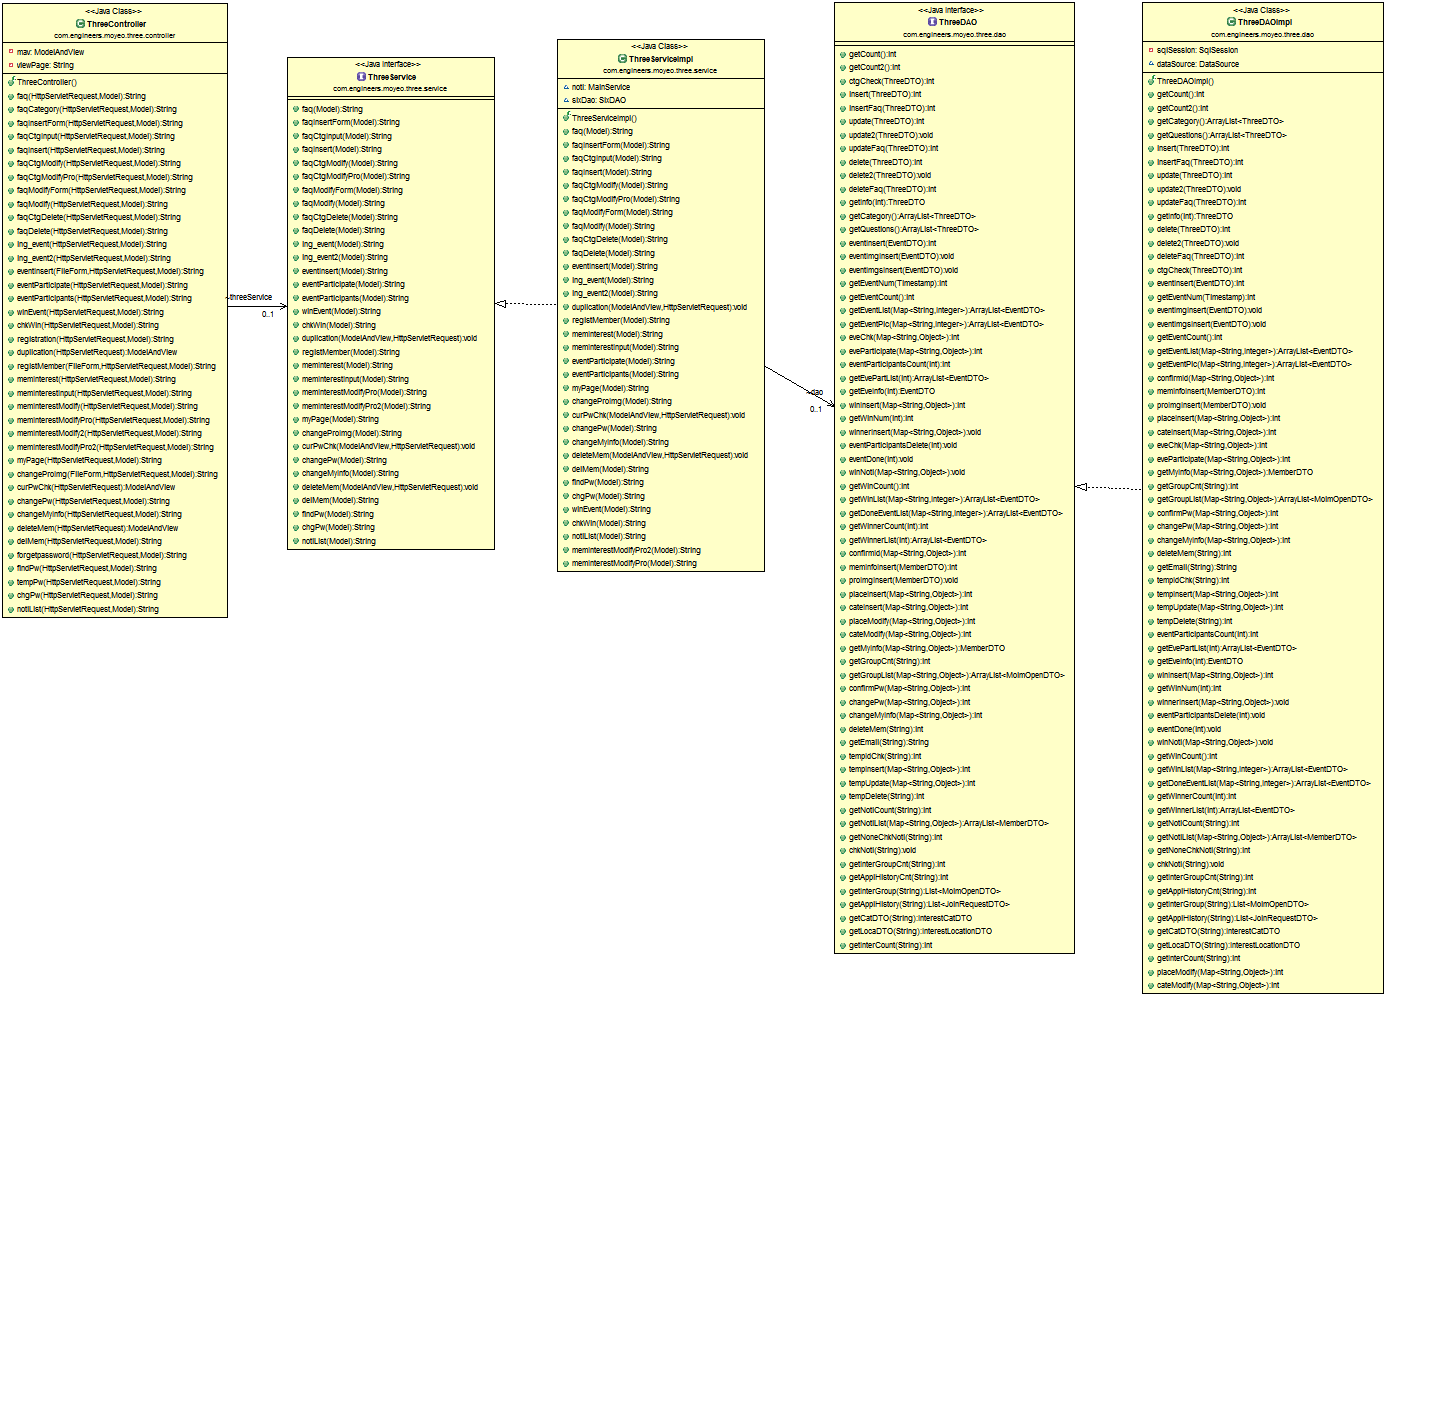 <<Java Class>>
ThreeController
com.engineers.moyeo.three.controller
mav: ModelAndView
viewPage: String
ThreeController()
faq(HttpServletRequest,Model):String
faqCategory(HttpServletRequest,Model):String
faqInsertForm(HttpServletRequest,Model):String
faqCtgInput(HttpServletRequest,Model):String
faqInsert(HttpServletRequest,Model):String
faqCtgModify(HttpServletRequest,Model):String
faqCtgModifyPro(HttpServletRequest,Model):String
faqModifyForm(HttpServletRequest,Model):String
faqModify(HttpServletRequest,Model):String
faqCtgDelete(HttpServletRequest,Model):String
faqDelete(HttpServletRequest,Model):String
ing_event(HttpServletRequest,Model):String
ing_event2(HttpServletRequest,Model):String
eventInsert(FileForm,HttpServletRequest,Model):String
eventParticipate(HttpServletRequest,Model):String
eventParticipants(HttpServletRequest,Model):String
winEvent(HttpServletRequest,Model):String
chkWin(HttpServletRequest,Model):String
registration(HttpServletRequest,Model):String
duplication(HttpServletRequest):ModelAndView
registMember(FileForm,HttpServletRequest,Model):String
meminterest(HttpServletRequest,Model):String
meminterestInput(HttpServletRequest,Model):String
meminterestModify(HttpServletRequest,Model):String
meminterestModifyPro(HttpServletRequest,Model):String
meminterestModify2(HttpServletRequest,Model):String
meminterestModifyPro2(HttpServletRequest,Model):String
myPage(HttpServletRequest,Model):String
changeProImg(FileForm,HttpServletRequest,Model):String
curPwChk(HttpServletRequest):ModelAndView
changePw(HttpServletRequest,Model):String
changeMyInfo(HttpServletRequest,Model):String
deleteMem(HttpServletRequest):ModelAndView
delMem(HttpServletRequest,Model):String
forgetpassword(HttpServletRequest,Model):String
findPw(HttpServletRequest,Model):String
tempPw(HttpServletRequest,Model):String
chgPw(HttpServletRequest,Model):String
notiList(HttpServletRequest,Model):String
~threeService
0..1
<<Java Interface>>
ThreeService
com.engineers.moyeo.three.service
faq(Model):String
faqInsertForm(Model):String
faqCtgInput(Model):String
faqInsert(Model):String
faqCtgModify(Model):String
faqCtgModifyPro(Model):String
faqModifyForm(Model):String
faqModify(Model):String
faqCtgDelete(Model):String
faqDelete(Model):String
ing_event(Model):String
ing_event2(Model):String
eventInsert(Model):String
eventParticipate(Model):String
eventParticipants(Model):String
winEvent(Model):String
chkWin(Model):String
duplication(ModelAndView,HttpServletRequest):void
registMember(Model):String
meminterest(Model):String
meminterestInput(Model):String
meminterestModifyPro(Model):String
meminterestModifyPro2(Model):String
myPage(Model):String
changeProImg(Model):String
curPwChk(ModelAndView,HttpServletRequest):void
changePw(Model):String
changeMyInfo(Model):String
deleteMem(ModelAndView,HttpServletRequest):void
delMem(Model):String
findPw(Model):String
chgPw(Model):String
notiList(Model):String
<<Java Class>>
ThreeServiceImpl
com.engineers.moyeo.three.service
noti: MainService
sixDao: SixDAO
ThreeServiceImpl()
faq(Model):String
faqInsertForm(Model):String
faqCtgInput(Model):String
faqInsert(Model):String
faqCtgModify(Model):String
faqCtgModifyPro(Model):String
faqModifyForm(Model):String
faqModify(Model):String
faqCtgDelete(Model):String
faqDelete(Model):String
eventInsert(Model):String
ing_event(Model):String
ing_event2(Model):String
duplication(ModelAndView,HttpServletRequest):void
registMember(Model):String
meminterest(Model):String
meminterestInput(Model):String
eventParticipate(Model):String
eventParticipants(Model):String
myPage(Model):String
changeProImg(Model):String
curPwChk(ModelAndView,HttpServletRequest):void
changePw(Model):String
changeMyInfo(Model):String
deleteMem(ModelAndView,HttpServletRequest):void
delMem(Model):String
findPw(Model):String
chgPw(Model):String
winEvent(Model):String
chkWin(Model):String
notiList(Model):String
meminterestModifyPro2(Model):String
meminterestModifyPro(Model):String
~dao
0..1
<<Java Interface>>
ThreeDAO
com.engineers.moyeo.three.dao
getCount():int
getCount2():int
ctgCheck(ThreeDTO):int
insert(ThreeDTO):int
insertFaq(ThreeDTO):int
update(ThreeDTO):int
update2(ThreeDTO):void
updateFaq(ThreeDTO):int
delete(ThreeDTO):int
delete2(ThreeDTO):void
deleteFaq(ThreeDTO):int
getInfo(int):ThreeDTO
getCategory():ArrayList<ThreeDTO>
getQuestions():ArrayList<ThreeDTO>
eventInsert(EventDTO):int
eventImgInsert(EventDTO):void
eventImgsInsert(EventDTO):void
getEventNum(Timestamp):int
getEventCount():int
getEventList(Map<String,Integer>):ArrayList<EventDTO>
getEventPic(Map<String,Integer>):ArrayList<EventDTO>
eveChk(Map<String,Object>):int
eveParticipate(Map<String,Object>):int
eventParticipantsCount(int):int
getEvePartList(int):ArrayList<EventDTO>
getEveInfo(int):EventDTO
winInsert(Map<String,Object>):int
getWinNum(int):int
winnerInsert(Map<String,Object>):void
eventParticipantsDelete(int):void
eventDone(int):void
winNoti(Map<String,Object>):void
getWinCount():int
getWinList(Map<String,Integer>):ArrayList<EventDTO>
getDoneEventList(Map<String,Integer>):ArrayList<EventDTO>
getWinnerCount(int):int
getWinnerList(int):ArrayList<EventDTO>
confirmId(Map<String,Object>):int
memInfoInsert(MemberDTO):int
proImgInsert(MemberDTO):void
placeInsert(Map<String,Object>):int
cateInsert(Map<String,Object>):int
placeModify(Map<String,Object>):int
cateModify(Map<String,Object>):int
getMyInfo(Map<String,Object>):MemberDTO
getGroupCnt(String):int
getGroupList(Map<String,Object>):ArrayList<MoimOpenDTO>
confirmPw(Map<String,Object>):int
changePw(Map<String,Object>):int
changeMyInfo(Map<String,Object>):int
deleteMem(String):int
getEmail(String):String
tempIdChk(String):int
tempInsert(Map<String,Object>):int
tempUpdate(Map<String,Object>):int
tempDelete(String):int
getNotiCount(String):int
getNotiList(Map<String,Object>):ArrayList<MemberDTO>
getNoneChkNoti(String):int
chkNoti(String):void
getInterGroupCnt(String):int
getApplHistoryCnt(String):int
getInterGroup(String):List<MoimOpenDTO>
getApplHistory(String):List<JoinRequestDTO>
getCatDTO(String):InterestCatDTO
getLocaDTO(String):InterestLocationDTO
getInterCount(String):int
<<Java Class>>
ThreeDAOImpl
com.engineers.moyeo.three.dao
sqlSession: SqlSession
dataSource: DataSource
ThreeDAOImpl()
getCount():int
getCount2():int
getCategory():ArrayList<ThreeDTO>
getQuestions():ArrayList<ThreeDTO>
insert(ThreeDTO):int
insertFaq(ThreeDTO):int
update(ThreeDTO):int
update2(ThreeDTO):void
updateFaq(ThreeDTO):int
getInfo(int):ThreeDTO
delete(ThreeDTO):int
delete2(ThreeDTO):void
deleteFaq(ThreeDTO):int
ctgCheck(ThreeDTO):int
eventInsert(EventDTO):int
getEventNum(Timestamp):int
eventImgInsert(EventDTO):void
eventImgsInsert(EventDTO):void
getEventCount():int
getEventList(Map<String,Integer>):ArrayList<EventDTO>
getEventPic(Map<String,Integer>):ArrayList<EventDTO>
confirmId(Map<String,Object>):int
memInfoInsert(MemberDTO):int
proImgInsert(MemberDTO):void
placeInsert(Map<String,Object>):int
cateInsert(Map<String,Object>):int
eveChk(Map<String,Object>):int
eveParticipate(Map<String,Object>):int
getMyInfo(Map<String,Object>):MemberDTO
getGroupCnt(String):int
getGroupList(Map<String,Object>):ArrayList<MoimOpenDTO>
confirmPw(Map<String,Object>):int
changePw(Map<String,Object>):int
changeMyInfo(Map<String,Object>):int
deleteMem(String):int
getEmail(String):String
tempIdChk(String):int
tempInsert(Map<String,Object>):int
tempUpdate(Map<String,Object>):int
tempDelete(String):int
eventParticipantsCount(int):int
getEvePartList(int):ArrayList<EventDTO>
getEveInfo(int):EventDTO
winInsert(Map<String,Object>):int
getWinNum(int):int
winnerInsert(Map<String,Object>):void
eventParticipantsDelete(int):void
eventDone(int):void
winNoti(Map<String,Object>):void
getWinCount():int
getWinList(Map<String,Integer>):ArrayList<EventDTO>
getDoneEventList(Map<String,Integer>):ArrayList<EventDTO>
getWinnerCount(int):int
getWinnerList(int):ArrayList<EventDTO>
getNotiCount(String):int
getNotiList(Map<String,Object>):ArrayList<MemberDTO>
getNoneChkNoti(String):int
chkNoti(String):void
getInterGroupCnt(String):int
getApplHistoryCnt(String):int
getInterGroup(String):List<MoimOpenDTO>
getApplHistory(String):List<JoinRequestDTO>
getCatDTO(String):InterestCatDTO
getLocaDTO(String):InterestLocationDTO
getInterCount(String):int
placeModify(Map<String,Object>):int
cateModify(Map<String,Object>):int